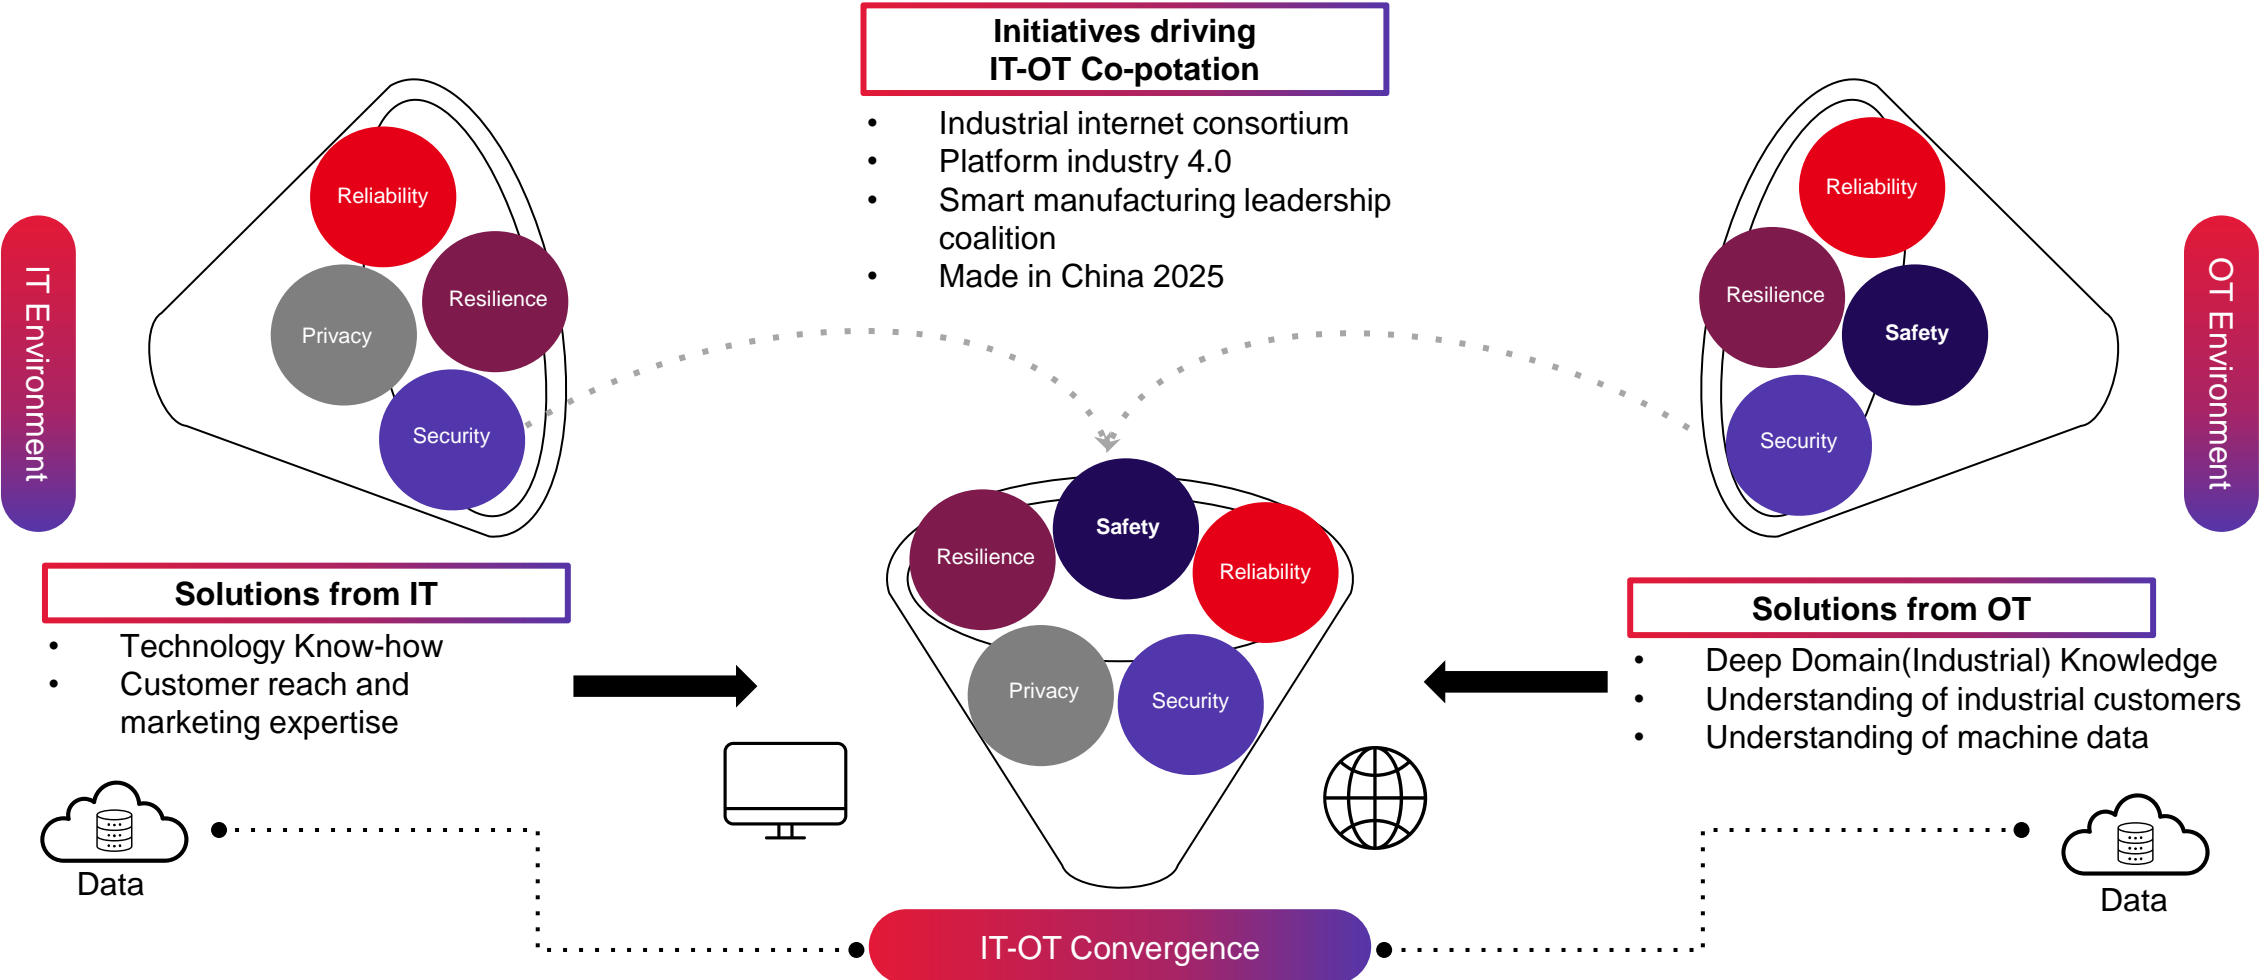 Initiatives driving
IT-OT Co-potation
• Industrial internet consortium
• Platform industry 4.0
• Smart manufacturing leadership
coalition
• Made in China 2025
IT Environment
Reliability
Resilience
Privacy
Security
Reliability
Resilience
Safety
Security
OT Environment
Resilience
Safety
Reliability
Privacy
Security
Solutions from IT
• Technology Know-how
• Customer reach and
marketing expertise
Data
Solutions from OT
• Deep Domain(Industrial) Knowledge
• Understanding of industrial customers
• Understanding of machine data
Data
IT-OT Convergence